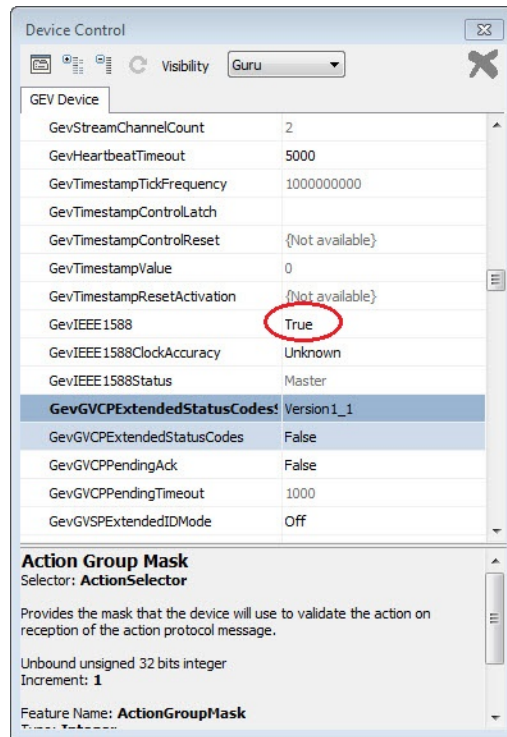 Device Control
Visibility Guru
GEV Device
GevStreamChannelCount 2
GevHeartbeatTimeout 5000
GevTimestampTickFrequency 1000000000
GevTimestampControlLatch
GevTimestampControlReset {Not available}
GevTimestampValue 0
GevTimestampResetActivation {Not available}
GevIEEE1588 True
GevIEEE1588ClockAccuracy Unknown
GevIEEE1588Status Master
GevGVCPExtendedStatusCodesS Version1_1
GevGVCPExtendedStatusCodes False
GevGVCPPendingAck False
GevGVCPPendingTimeout 1000
GevGVSPExtendedIDMode Off
Action Group Mask
Selector: ActionSelector
Provides the mask that the device will use to validate the action on
reception of the action protocol message.
Unbound unsigned 32 bits integer
Increment: 1
Feature Name: ActionGroupMask
Type: Integer